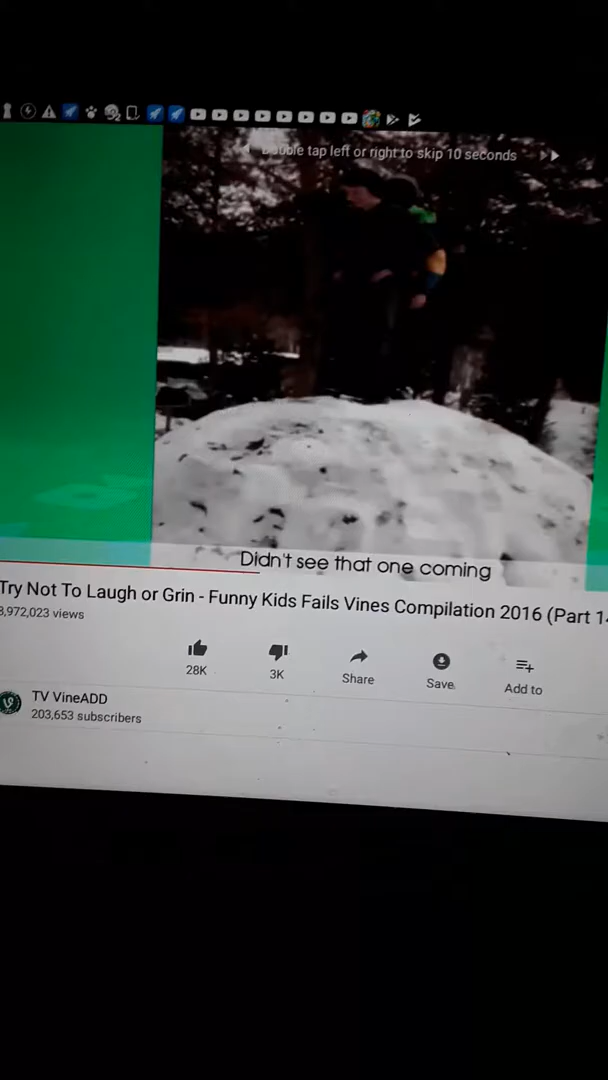 Double tap left or right to skip 10 seconds
Didn't see that one coming
Try Not To Laugh or Grin - Funny Kids Fails Vines Compilation 2016 (Part
,972,023 views
28K
3K
Share
Save
Add to
TV VineADD
203,653 subscribers